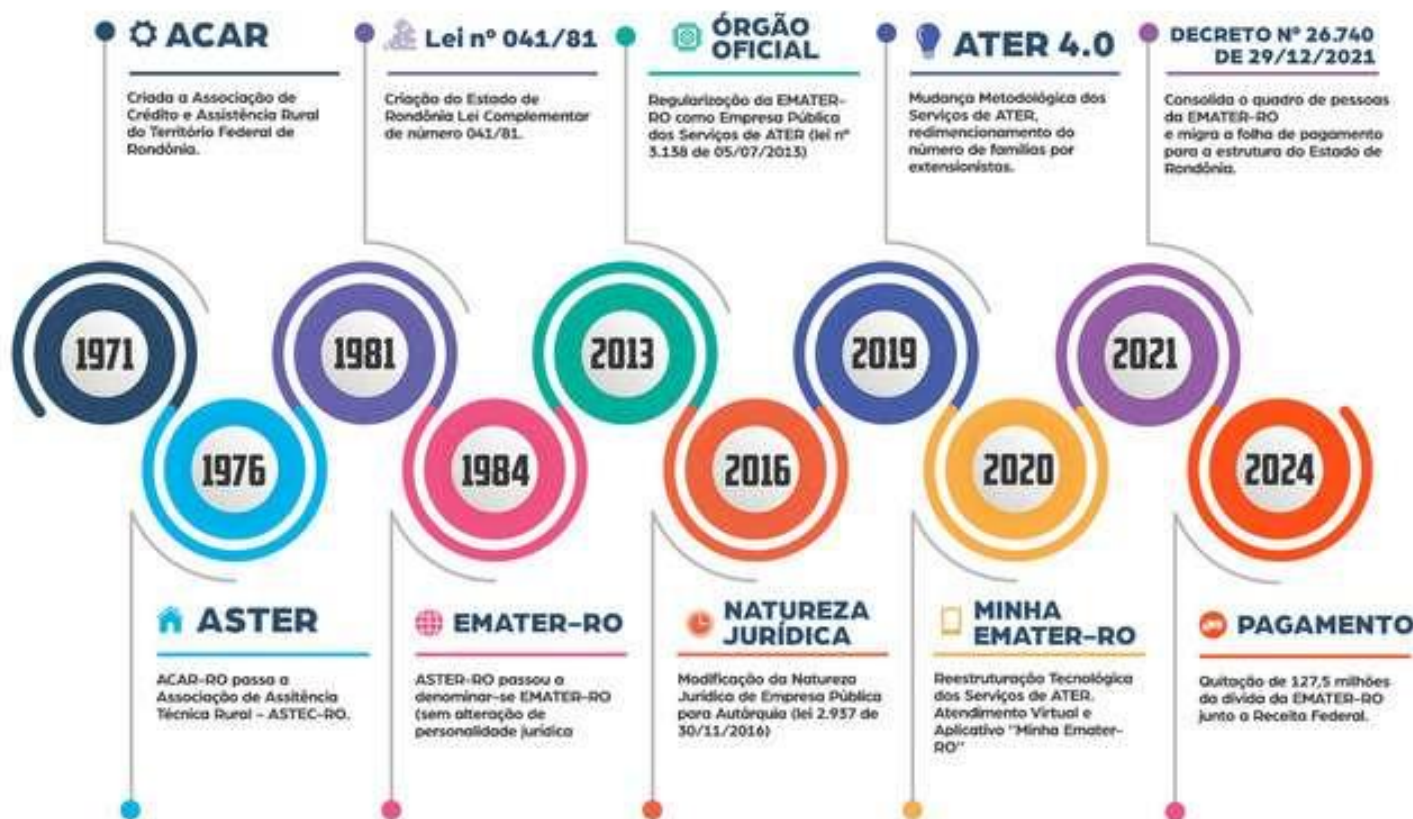 ACAR
Criada a Associação de
Crédito e Assistência Rural
do Território Federal de
Rondônia.
Lei nº 041/81
Criação do Estado de
Rondônia Lei Complementar
de número 041/81.
ÓRGÃO
OFICIAL
Regularização da EMATER-
RO como Empresa Pública
dos Serviços de ATER (lei nº
3.138 de 05/07/2013)
ATER 4.0
Mudança Metodológica dos
Serviços de ATER,
redimencionamento do
número de famílias por
extensionistas.
DECRETO Nº 26.740
DE 29/12/2021
Consolida o quadro de pessoas
da EMATER-RO
e migra a folha de pagamento
para a estrutura do Estado de
Rondônia.
1971
1981
2013
2019
2021
1976
1984
2016
2020
2024
ASTER
ACAR-RO passa a
Associação de Assitência
Técnica Rural - ASTEC-RO.
EMATER-RO
ASTER-RO passou a
denominar-se EMATER-RO
(sem alteração de
personalidade jurídica
NATUREZA
JURÍDICA
Modificação da Natureza
Jurídica de Empresa Pública
para Autárquia (lei 2.937 de
30/11/2016)
MINHA
EMATER-RO
Reestruturação Tecnológica
dos Serviços de ATER.
Atendimento Virtual e
Aplicativo "Minha Emater-
RO"
PAGAMENTO
Quitação de 127,5 milhões
da dívida da EMATER-RO
junto a Receita Federal.